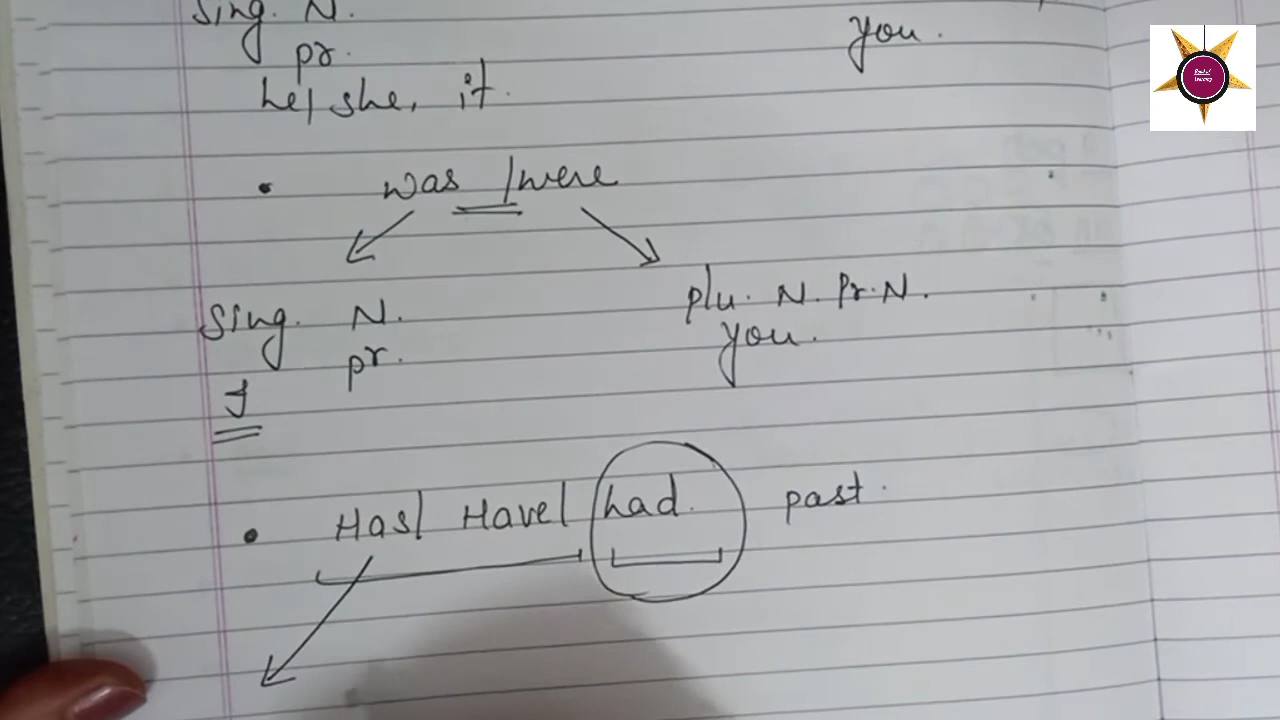 Sing. N.
pr.
he, she, it.
you.
• was / were
Sing. N.
pr.
I
plu. N. Pr. N.
you.
• Has/ Have/ had. past.